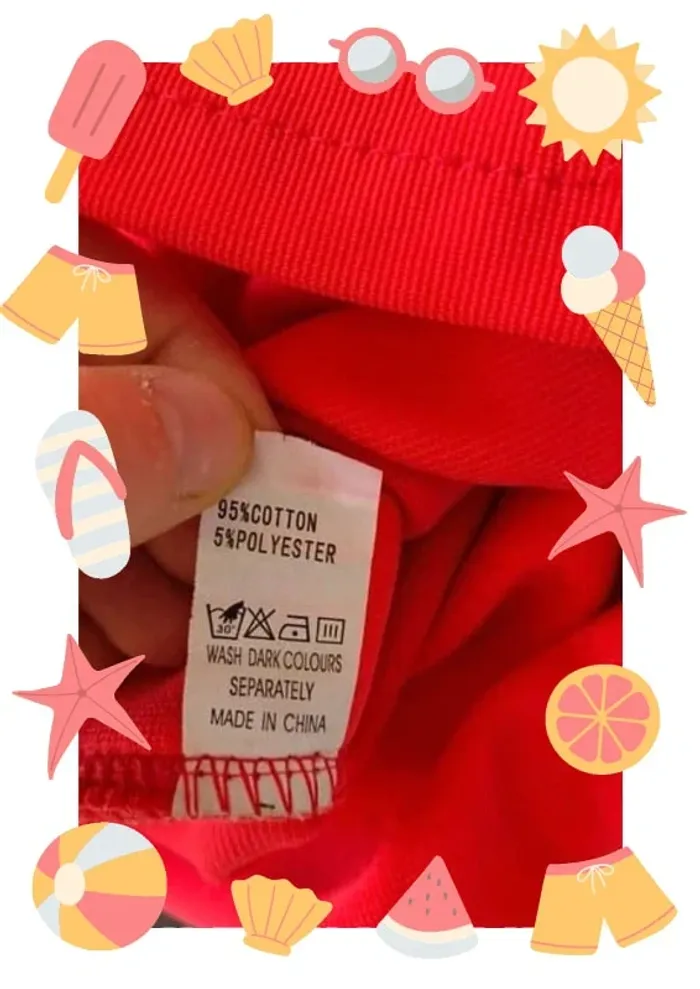 95%COTTON
5%POLYESTER
30°
WASH DARK COLOURS
SEPARATELY
MADE IN CHINA